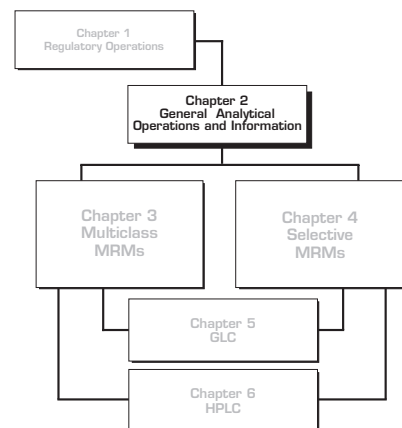 Chapter 1
Regulatory Operations
Chapter 2
General Analytical
Operations and Information
Chapter 3
Multiclass
MRMs
Chapter 4
Selective
MRMs
Chapter 5
GLC
Chapter 6
HPLC